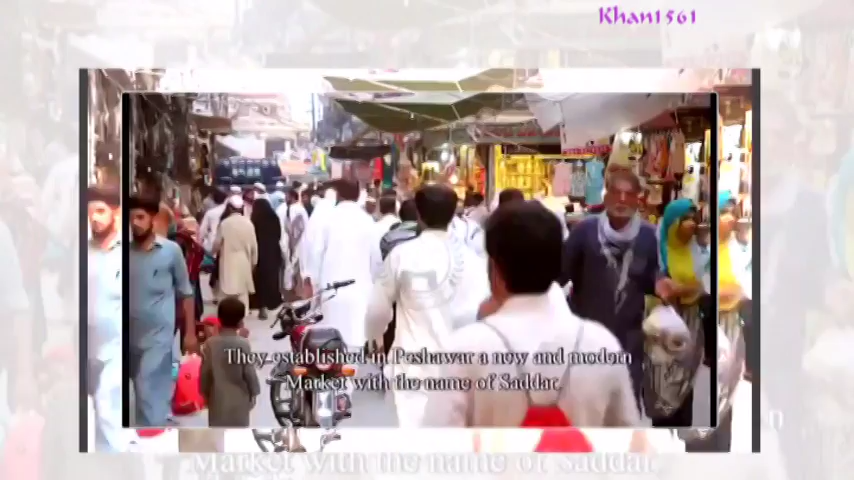 Khan1561
They established in Peshawar a new and modern
Market with the name of Saddar.
Market with the name of Saddar.